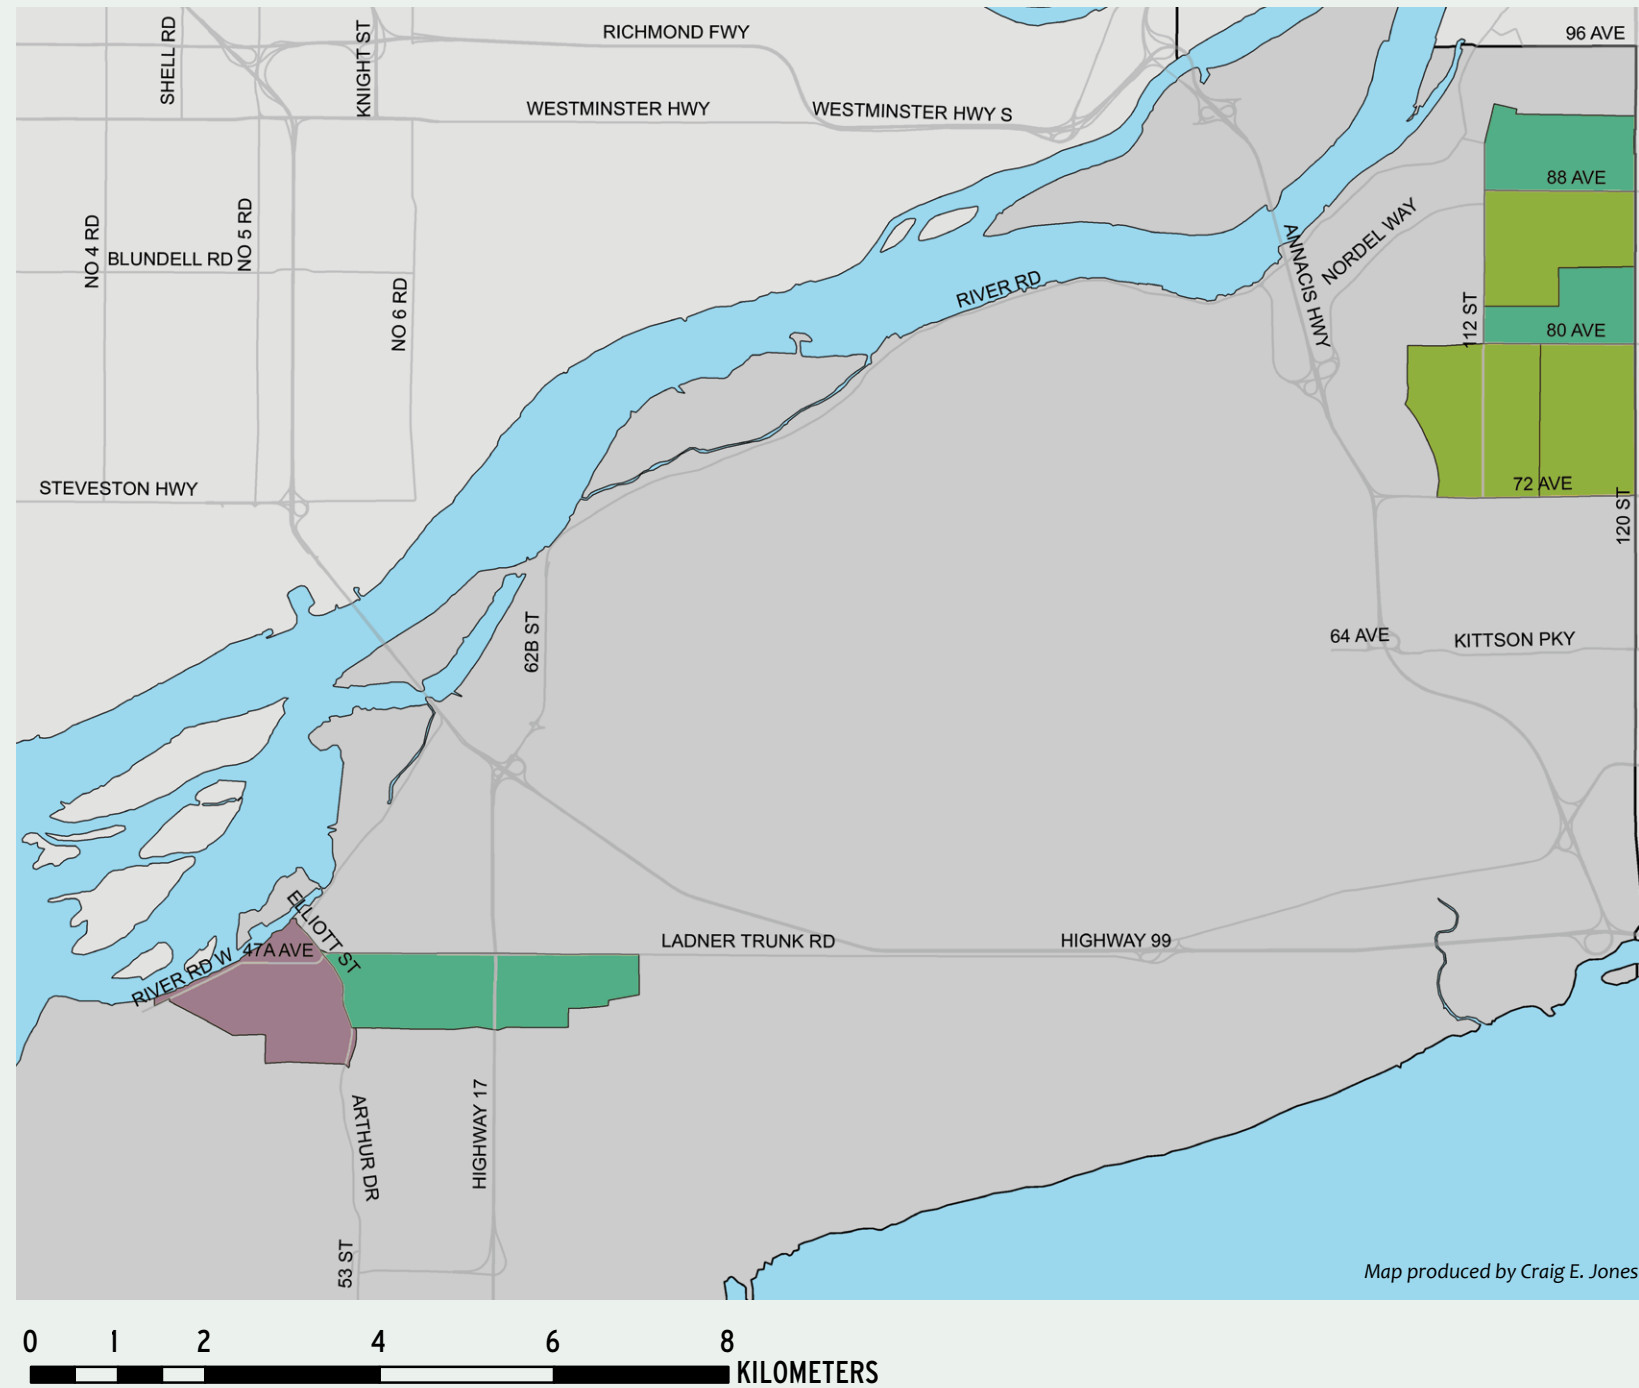 RICHMOND FWY
96 AVE
SHELL RD
KNIGHT ST
WESTMINSTER HWY
WESTMINSTER HWY S
88 AVE
NO 4 RD
NO 5 RD
BLUNDELL RD
NO 6 RD
NORDEL WAY
ANNACIS HWY
RIVER RD
112 ST
80 AVE
STEVESTON HWY
72 AVE
120 ST
62B ST
64 AVE
KITTSON PKY
ELLIOTT ST
47A AVE
RIVER RD W
LADNER TRUNK RD
HIGHWAY 99
ARTHUR DR
HIGHWAY 17
53 ST
Map produced by Craig E. Jones
0 1 2 4 6 8
KILOMETERS